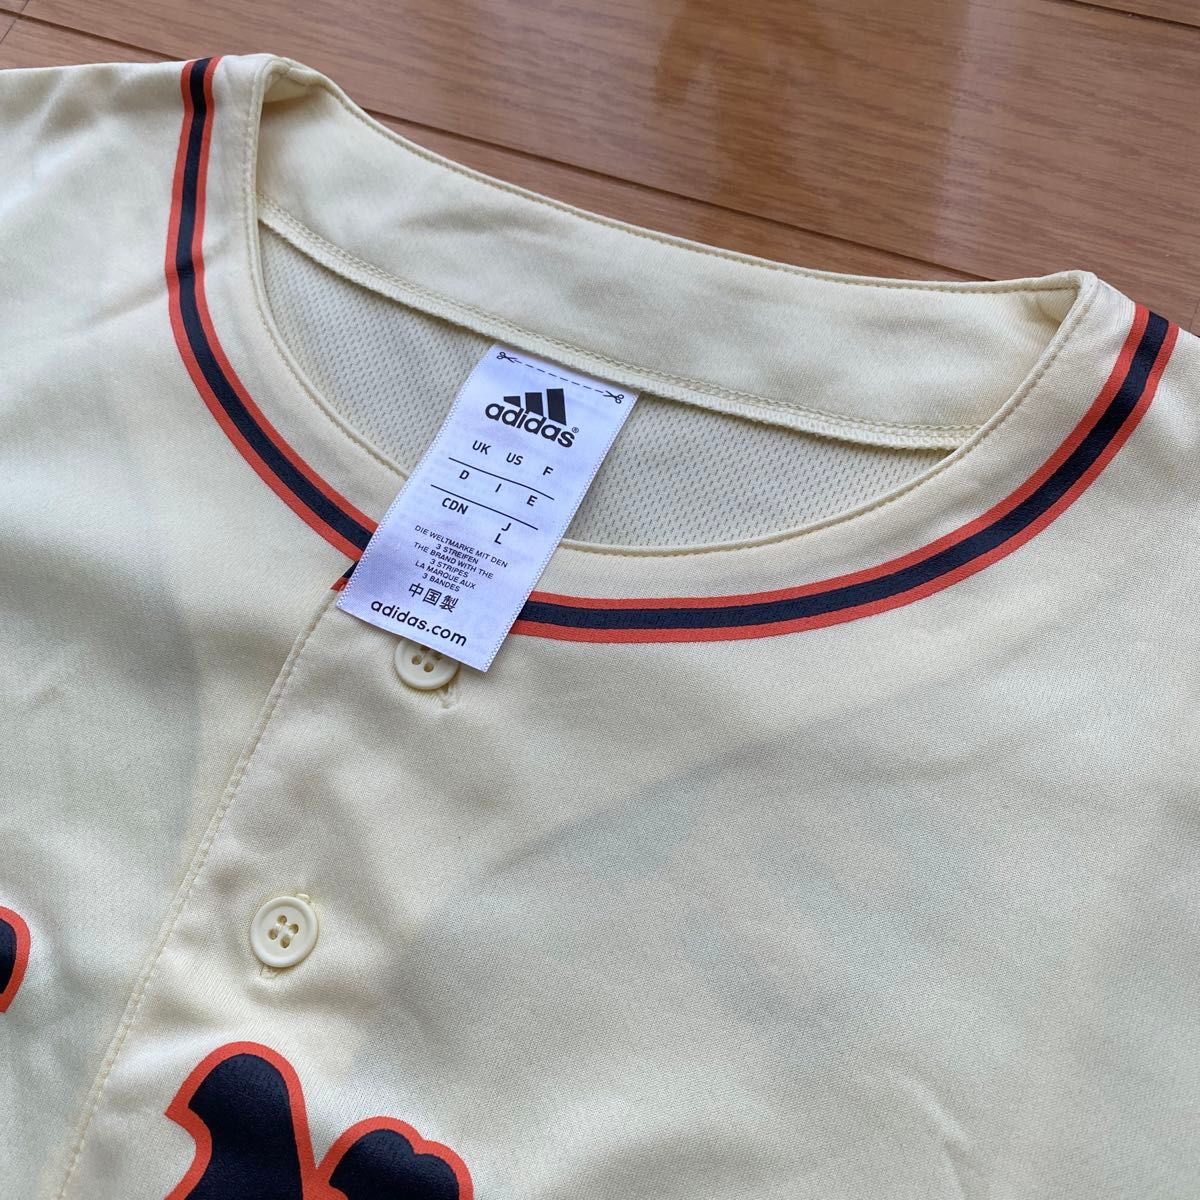 adidas®
UK US F
D I E
CDN J
L
DIE WELTMARKE MIT DEN
3 STREIFEN
THE BRAND WITH THE
3 STRIPES
LA MARQUE AUX
3 BANDES
中国製
adidas.com